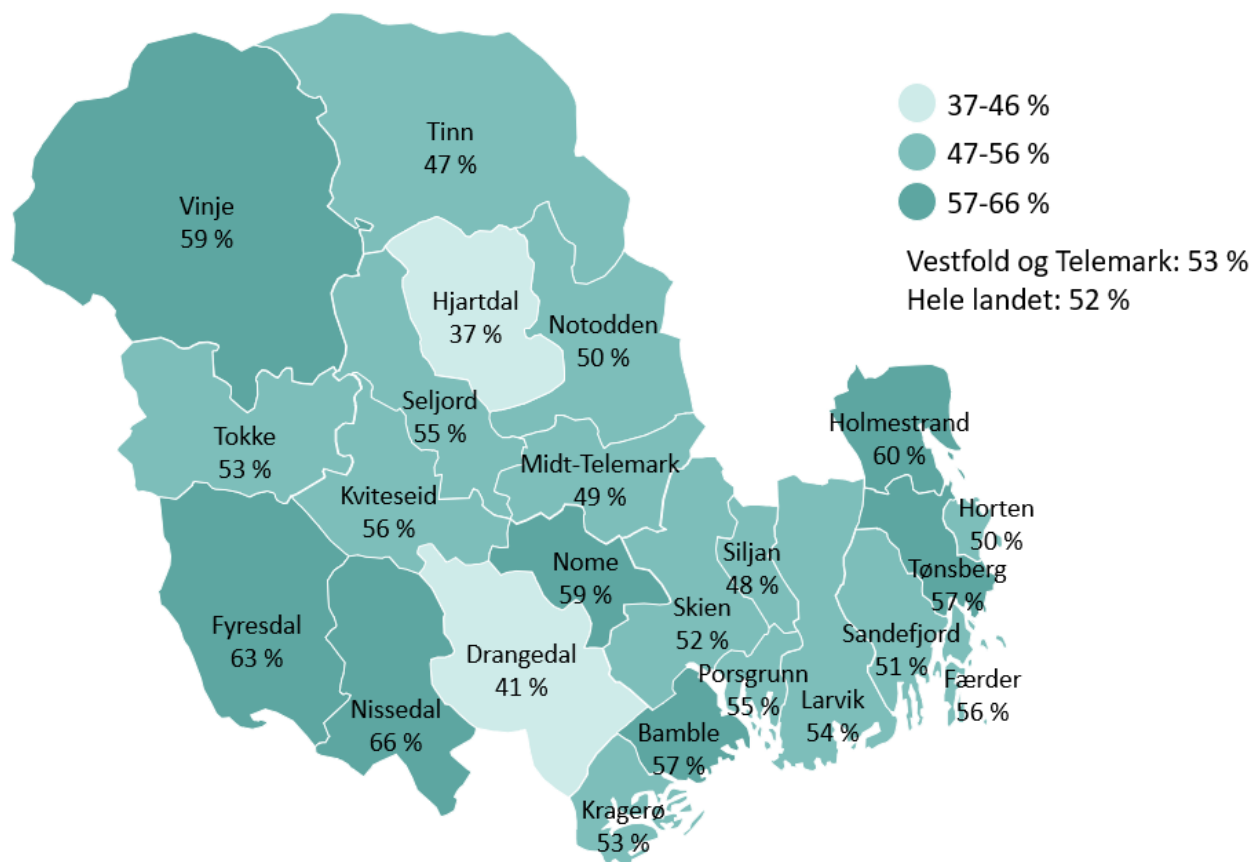 37-46 %
47-56 %
57-66 %
Vestfold og Telemark: 53 %
Hele landet: 52 %
Tinn
47 %
Vinje
59 %
Hjartdal
37 %
Notodden
50 %
Seljord
55 %
Tokke
53 %
Midt-Telemark
49 %
Kviteseid
56 %
Holmestrand
60 %
Horten
50 %
Tønsberg
57 %
Siljan
48 %
Nome
59 %
Skien
52 %
Sandefjord
51 %
Færder
56 %
Fyresdal
63 %
Drangedal
41 %
Porsgrunn
55 %
Larvik
54 %
Nissedal
66 %
Bamble
57 %
Kragerø
53 %